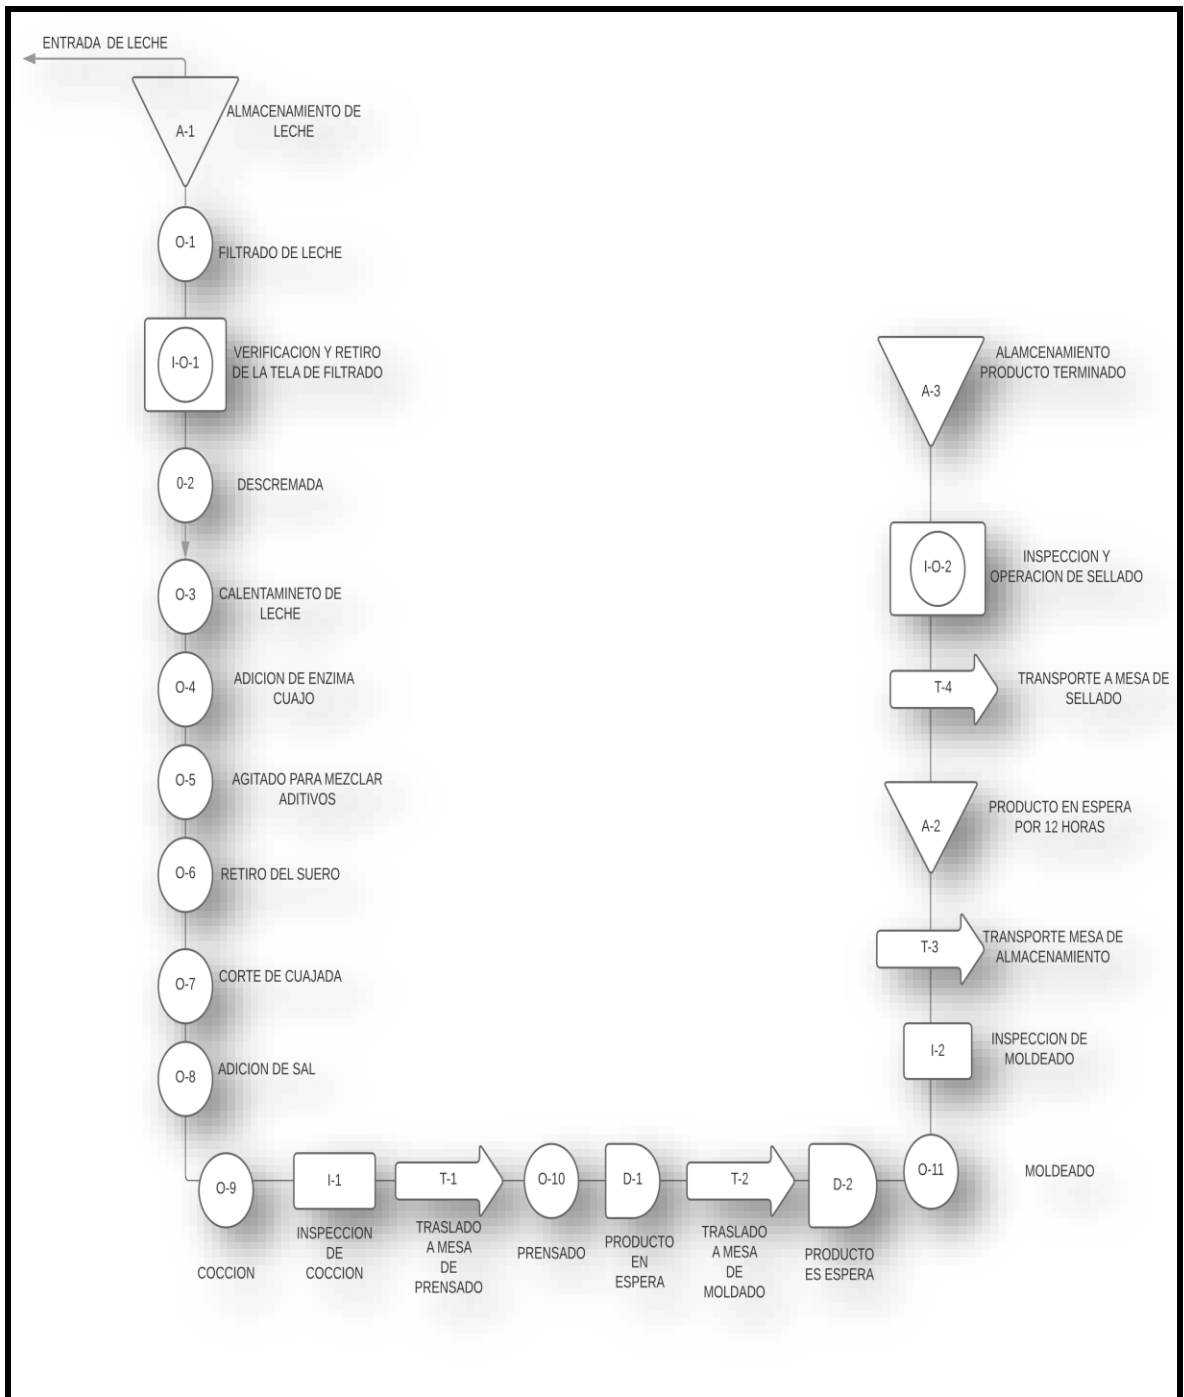 ENTRADA DE LECHE
A-1
ALMACENAMIENTO DE
LECHE
O-1
FILTRADO DE LECHE
I-O-1
VERIFICACION Y RETIRO
DE LA TELA DE FILTRADO
0-2
DESCREMADA
O-3
CALENTAMINETO DE
LECHE
O-4
ADICION DE ENZIMA
CUAJO
O-5
AGITADO PARA MEZCLAR
ADITIVOS
O-6
RETIRO DEL SUERO
O-7
CORTE DE CUAJADA
O-8
ADICION DE SAL
O-9
COCCION
I-1
INSPECCION
DE
COCCION
T-1
TRASLADO
A MESA
DE
PRENSADO
O-10
PRENSADO
D-1
PRODUCTO
EN
ESPERA
T-2
TRASLADO
A MESA
DE
MOLDADO
D-2
PRODUCTO
ES ESPERA
O-11
MOLDEADO
I-2
INSPECCION DE
MOLDEADO
T-3
TRANSPORTE MESA DE
ALMACENAMIENTO
A-2
PRODUCTO EN ESPERA
POR 12 HORAS
T-4
TRANSPORTE A MESA DE
SELLADO
I-O-2
INSPECCION Y
OPERACION DE SELLADO
A-3
ALAMCENAMIENTO
PRODUCTO TERMINADO